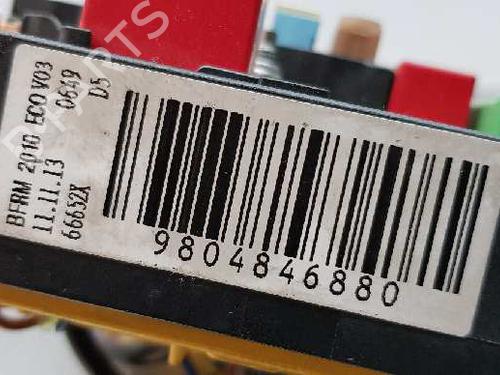 BFRM 2010 ECO V03
11.11.13 0649
66652X D5
9804846880